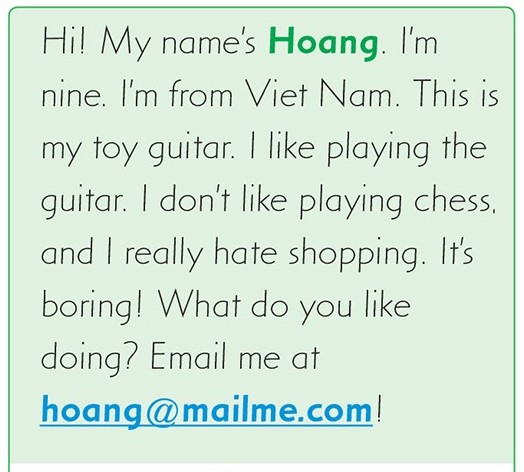 Hi! My name's Hoang. I'm
nine. I'm from Viet Nam. This is
my toy guitar. I like playing the
guitar. I don't like playing chess,
and I really hate shopping. It's
boring! What do you like
doing? Email me at
hoang@mailme.com!